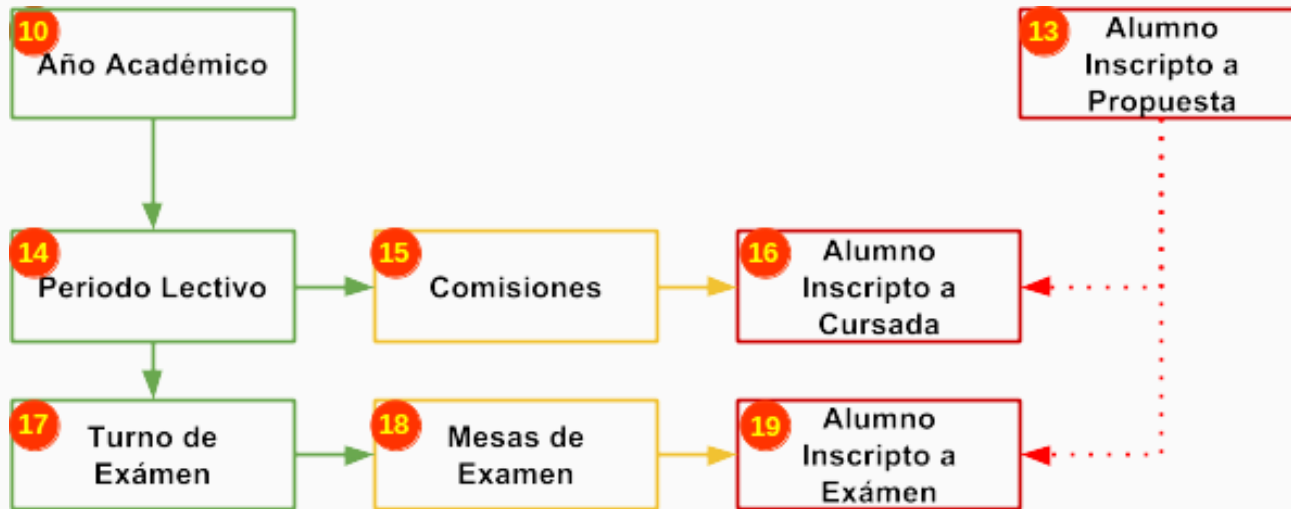 10
Año Académico
13
Alumno
Inscripto a
Propuesta
14
Periodo Lectivo
15
Comisiones
16
Alumno
Inscripto a
Cursada
17
Turno de
Exámen
18
Mesas de
Examen
19
Alumno
Inscripto a
Exámen